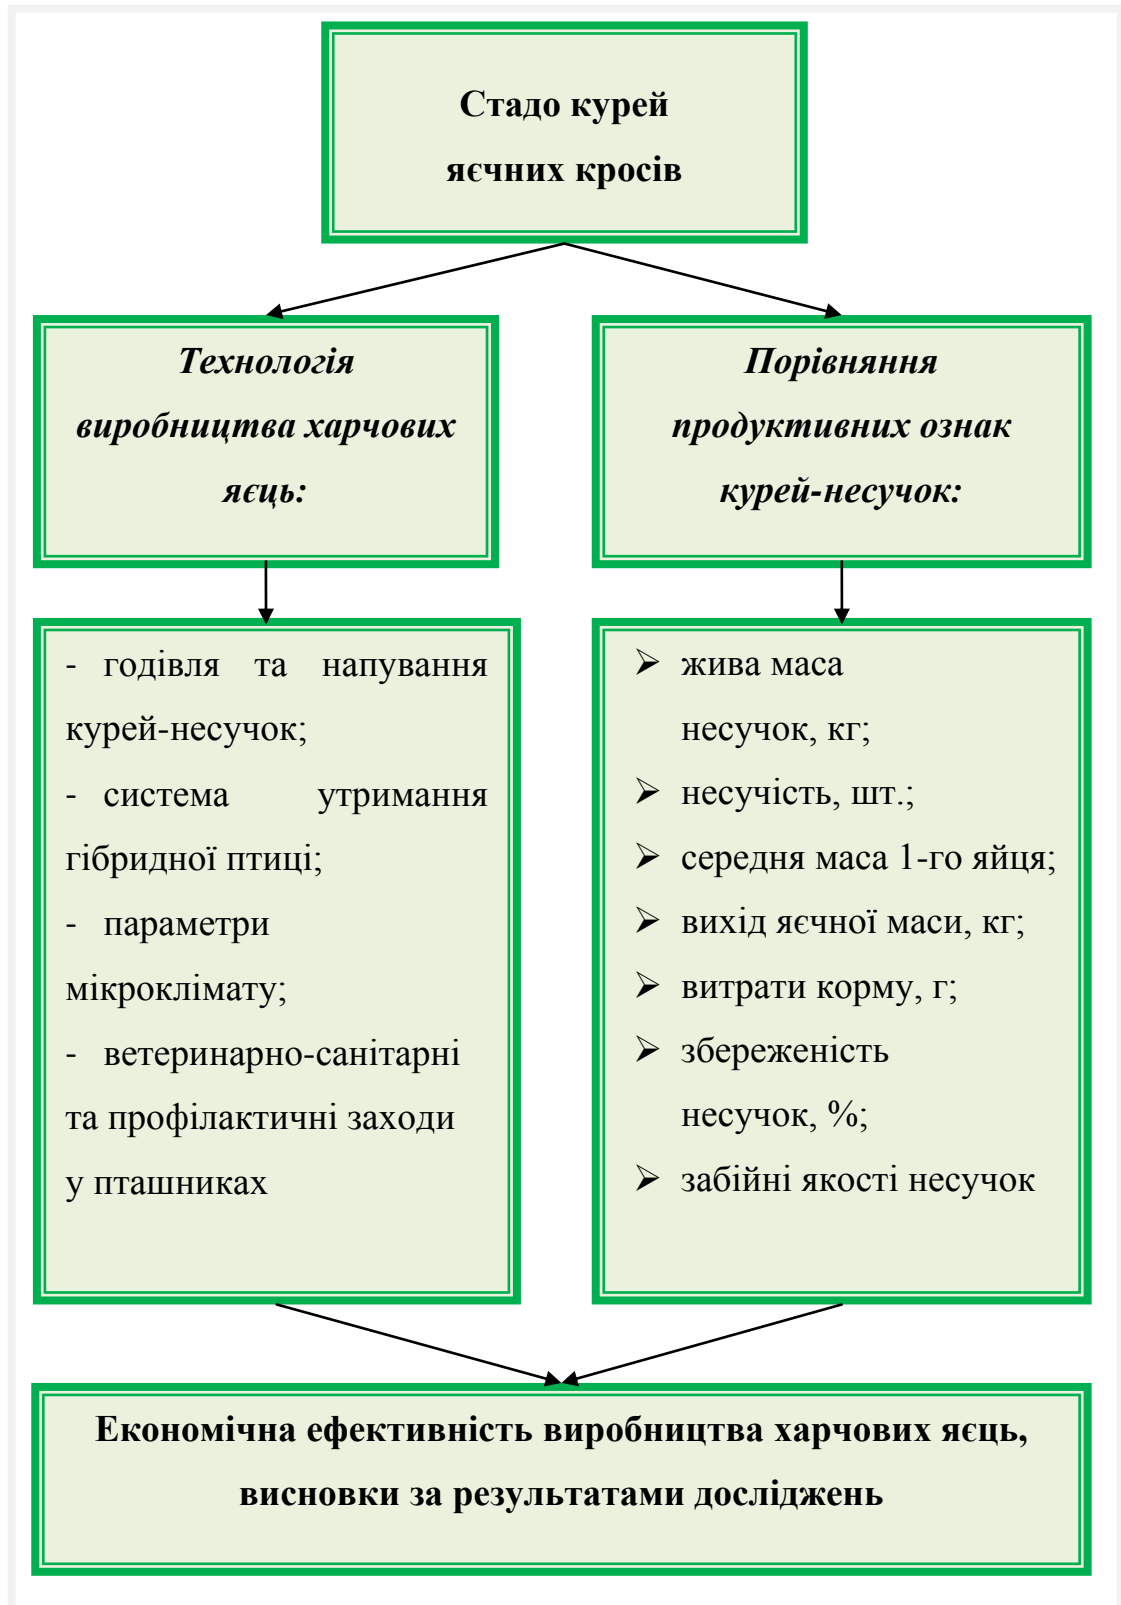 Стадо курей
яєчних кросів
Технологія
виробництва харчових
яєць:
Порівняння
продуктивних ознак
курей-несучок:
- годівля та напування
курей-несучок;
- система утримання
гібридної птиці;
- параметри
мікроклімату;
- ветеринарно-санітарні
та профілактичні заходи
у пташниках
➢ жива маса
несучок, кг;
➢ несучість, шт.;
➢ середня маса 1-го яйця;
➢ вихід яєчної маси, кг;
➢ витрати корму, г;
➢ збереженість
несучок, %;
➢ забійні якості несучок
Економічна ефективність виробництва харчових яєць,
висновки за результатами досліджень